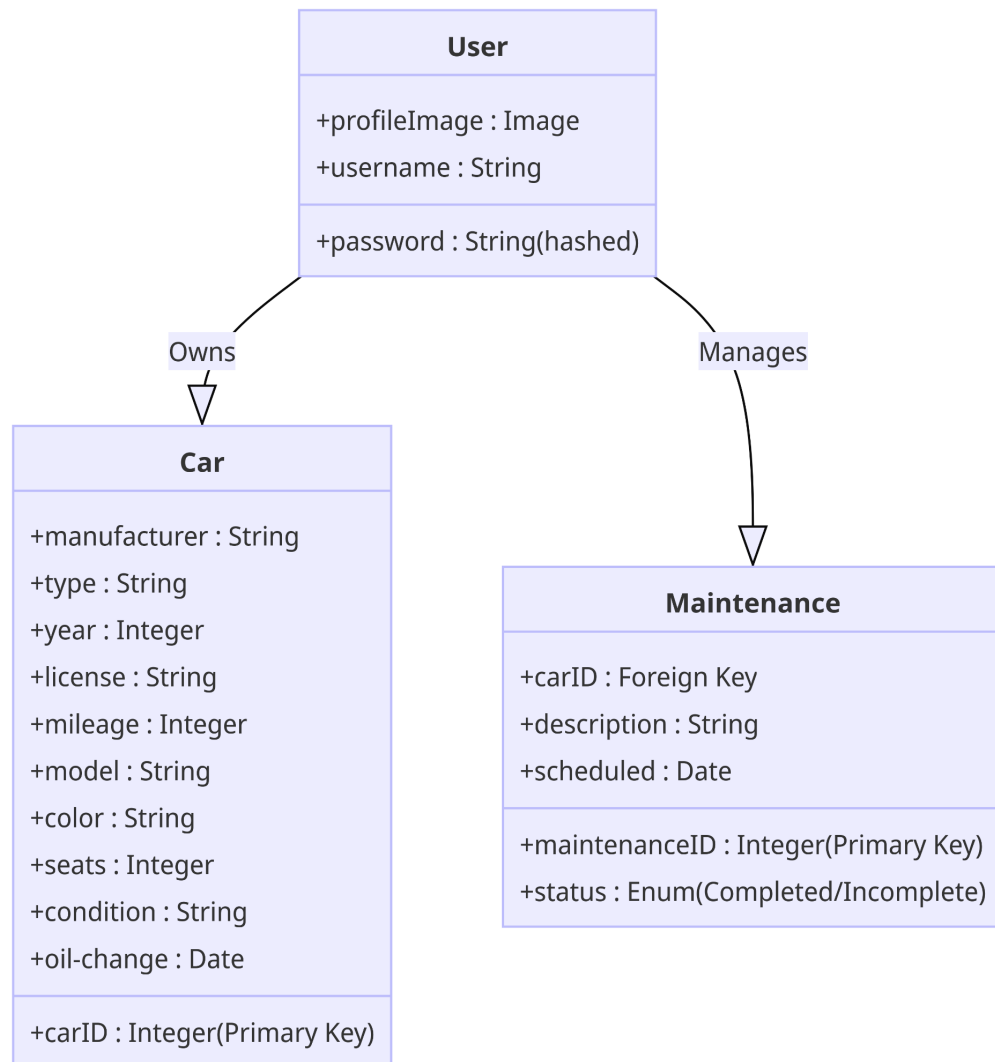 User
+profileImage : Image
+username : String
+password : String(hashed)
Owns
Manages
Car
+manufacturer : String
+type : String
+year : Integer
+license : String
+mileage : Integer
+model : String
+color : String
+seats : Integer
+condition : String
+oil-change : Date
+carID : Integer(Primary Key)
Maintenance
+carID : Foreign Key
+description : String
+scheduled : Date
+maintenanceID : Integer(Primary Key)
+status : Enum(Completed/Incomplete)